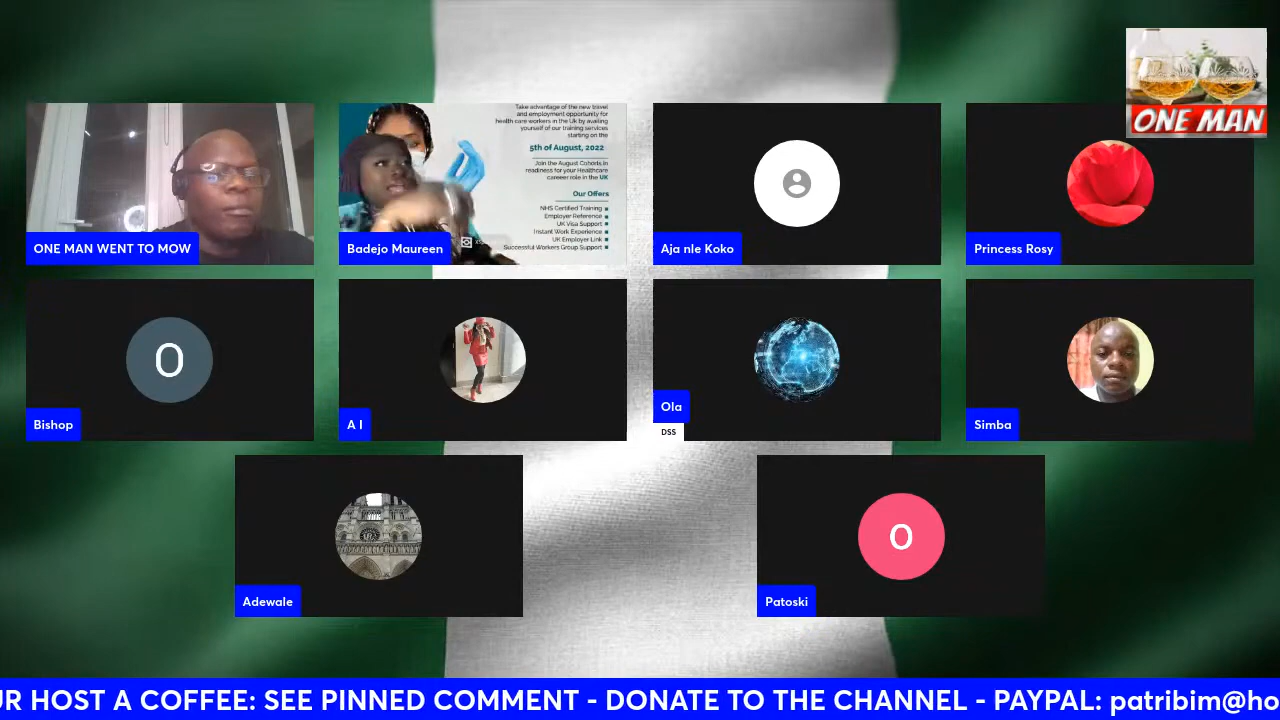 ONE MAN
Take advantage of the new travel
and employment opportunity for
health care workers in the Uk by availing
yourself of our training services
starting on the
5th of August, 2022
Join the August Cohorts in
readiness for your Healthcare
carreer role in the UK
Our Offers
NHS Certified Training
Employer Reference
UK Visa Support
Instant Work Experience
UK Employer Link
Successful Workers Group Support
ONE MAN WENT TO MOW
Badejo Maureen
Aja nle Koko
Princess Rosy
O
Bishop
A I
Ola
DSS
Simba
Adewale
O
Patoski
UR HOST A COFFEE: SEE PINNED COMMENT - DONATE TO THE CHANNEL - PAYPAL: patribim@ho